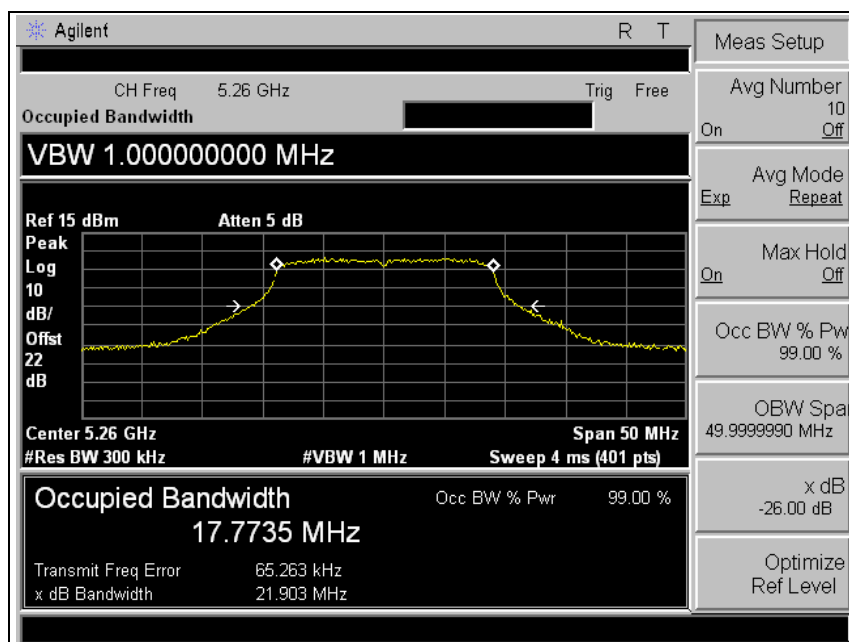 Agilent R T
CH Freq 5.26 GHz Trig Free
Occupied Bandwidth
VBW 1.000000000 MHz
Ref 15 dBm Atten 5 dB
Peak
Log
10
dB/
Offst
22
dB
Center 5.26 GHz Span 50 MHz
#Res BW 300 kHz #VBW 1 MHz Sweep 4 ms (401 pts)
Occupied Bandwidth Occ BW % Pwr 99.00 %
17.7735 MHz
Transmit Freq Error 65.263 kHz
x dB Bandwidth 21.903 MHz
Meas Setup
Avg Number
10
On Off
Avg Mode
Exp Repeat
Max Hold
On Off
Occ BW % Pw
99.00 %
OBW Spa
49.9999990 MHz
x dB
-26.00 dB
Optimize
Ref Level